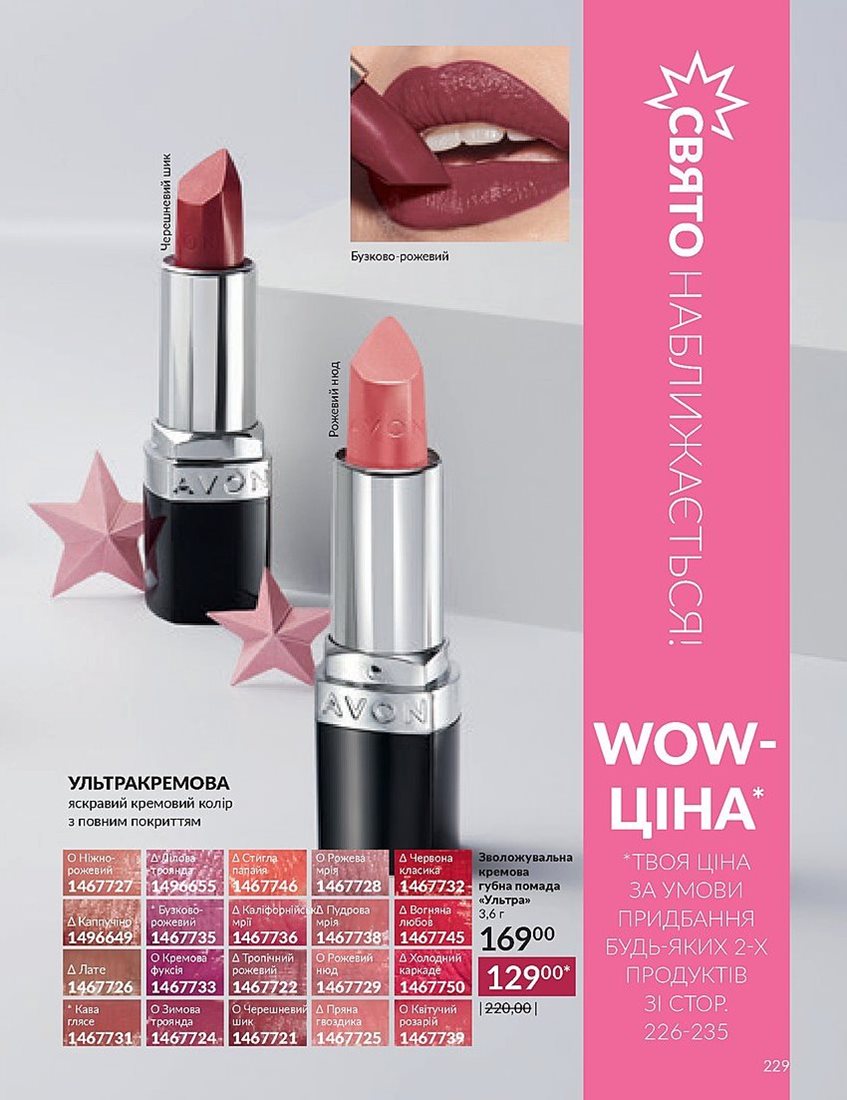 Черешневий шик
Бузково-рожевий
Рожевий нюд
AVON
AVON
AVON
СВЯТО НАБЛИЖАЄТЬСЯ!
WOW-
ЦІНА*
*ТВОЯ ЦІНА
ЗА УМОВИ
ПРИДБАННЯ
БУДЬ-ЯКИХ 2-Х
ПРОДУКТІВ
ЗІ СТОР.
226-235
УЛЬТРАКРЕМОВА
яскравий кремовий колір
з повним покриттям
О Ніжно-
рожевий
1467727
Δ Ділова
троянда
1496655
Δ Стигла
папайя
1467746
О Рожева
мрія
1467728
Δ Червона
класика
1467732
Δ Каппучіно
1496649
* Бузково-
рожевий
1467735
Δ Каліфорнійські
мрії
1467736
Δ Пудрова
мрія
1467738
Δ Вогняна
любов
1467745
Δ Лате
1467726
О Кремова
фуксія
1467733
Δ Тропічний
рожевий
1467722
О Рожевий
нюд
1467729
Δ Холодний
каркаде
1467750
* Кава
глясе
1467731
О Зимова
троянда
1467724
О Черешневий
шик
1467721
Δ Пряна
гвоздика
1467725
О Квітучий
розарій
1467739
Зволожувальна
кремова
губна помада
«Ультра»
3,6 г
16900
12900*
|220,00|
229